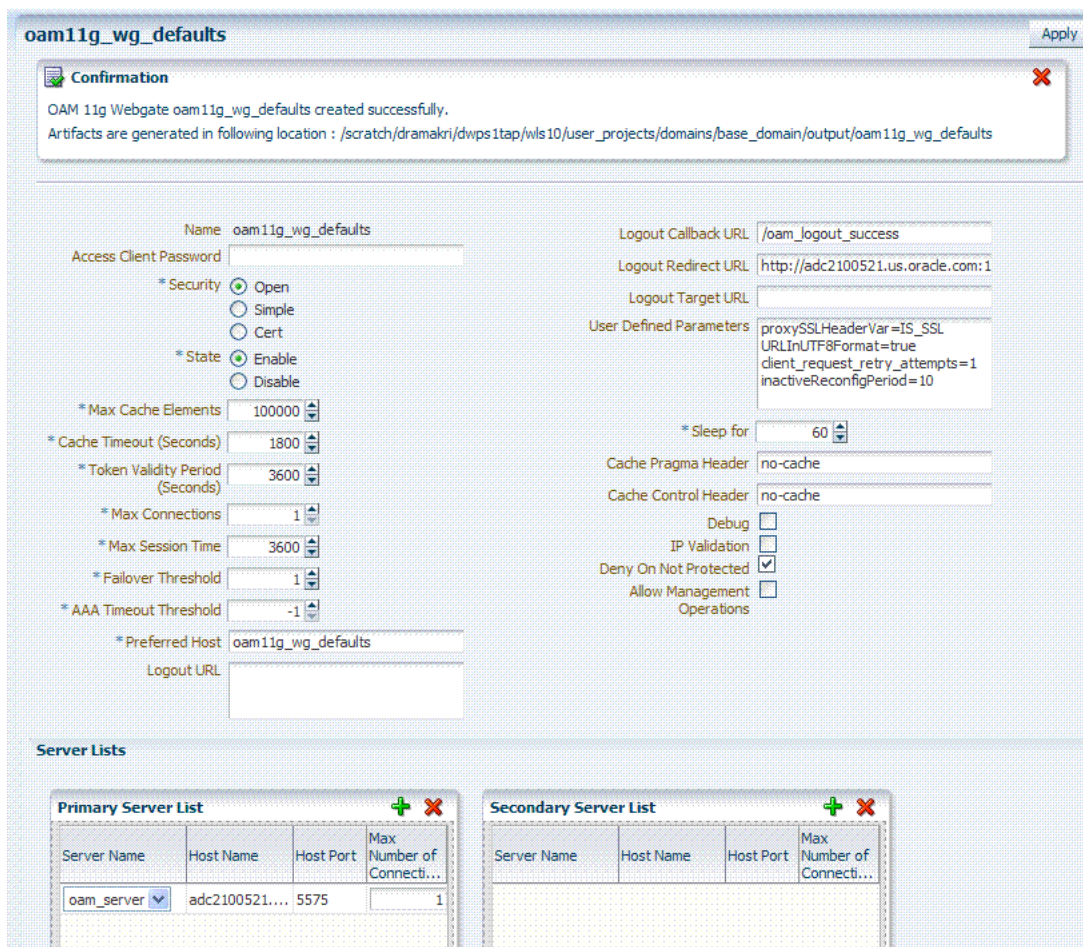 oam11g_wg_defaults
Apply
Confirmation
OAM 11g Webgate oam11g_wg_defaults created successfully.
Artifacts are generated in following location : /scratch/dramakri/dwps1tap/wls10/user_projects/domains/base_domain/output/oam11g_wg_defaults
Name oam11g_wg_defaults
Access Client Password
* Security Open
Simple
Cert
* State Enable
Disable
* Max Cache Elements 100000
* Cache Timeout (Seconds) 1800
* Token Validity Period
(Seconds) 3600
* Max Connections 1
* Max Session Time 3600
* Failover Threshold 1
* AAA Timeout Threshold -1
* Preferred Host oam11g_wg_defaults
Logout URL
Logout Callback URL /oam_logout_success
Logout Redirect URL http://adc2100521.us.oracle.com:1
Logout Target URL
User Defined Parameters proxySSLHeaderVar=IS_SSL
URLInUTF8Format=true
client_request_retry_attempts=1
inactiveReconfigPeriod=10
* Sleep for 60
Cache Pragma Header no-cache
Cache Control Header no-cache
Debug
IP Validation
Deny On Not Protected
Allow Management
Operations
Server Lists
Primary Server List
Server Name Host Name Host Port Max
Number of
Connecti...
oam_server adc2100521.... 5575 1
Secondary Server List
Server Name Host Name Host Port Max
Number of
Connecti...